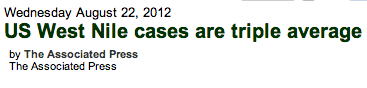 Wednesday August 22, 2012
US West Nile cases are triple average
by The Associated Press
The Associated Press